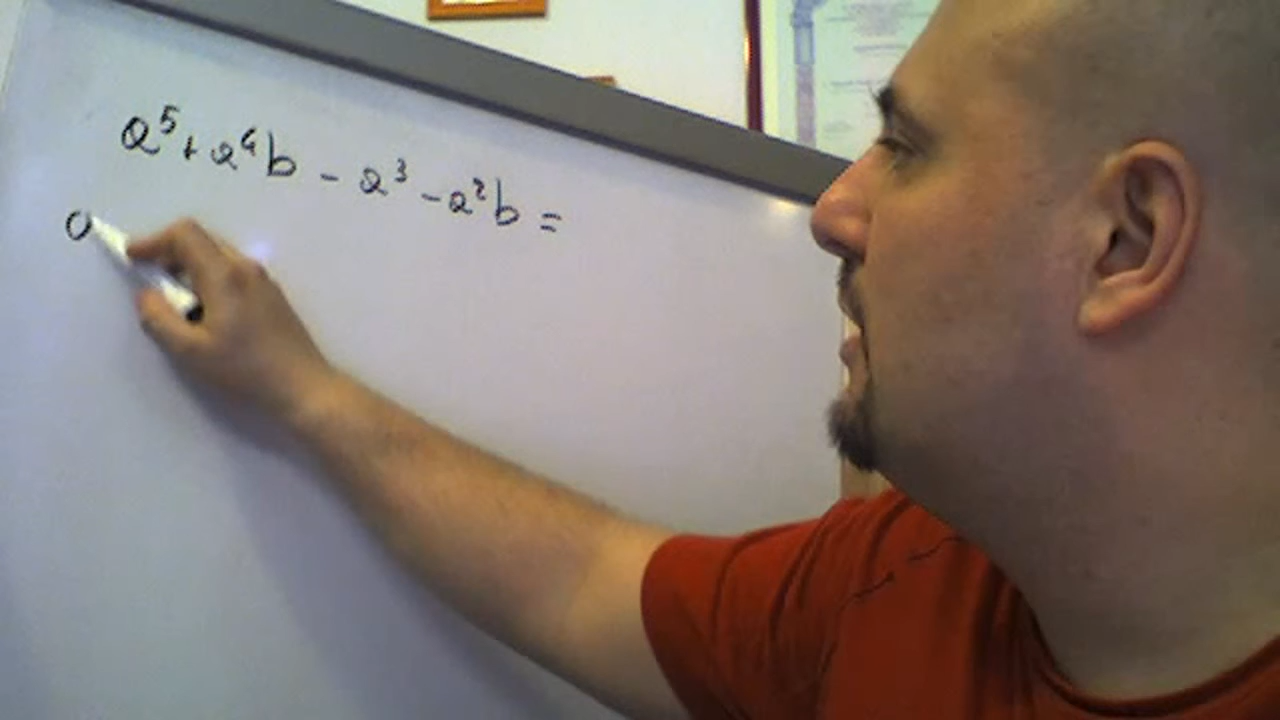 a⁵ + a⁴b - a³ - a²b =
a